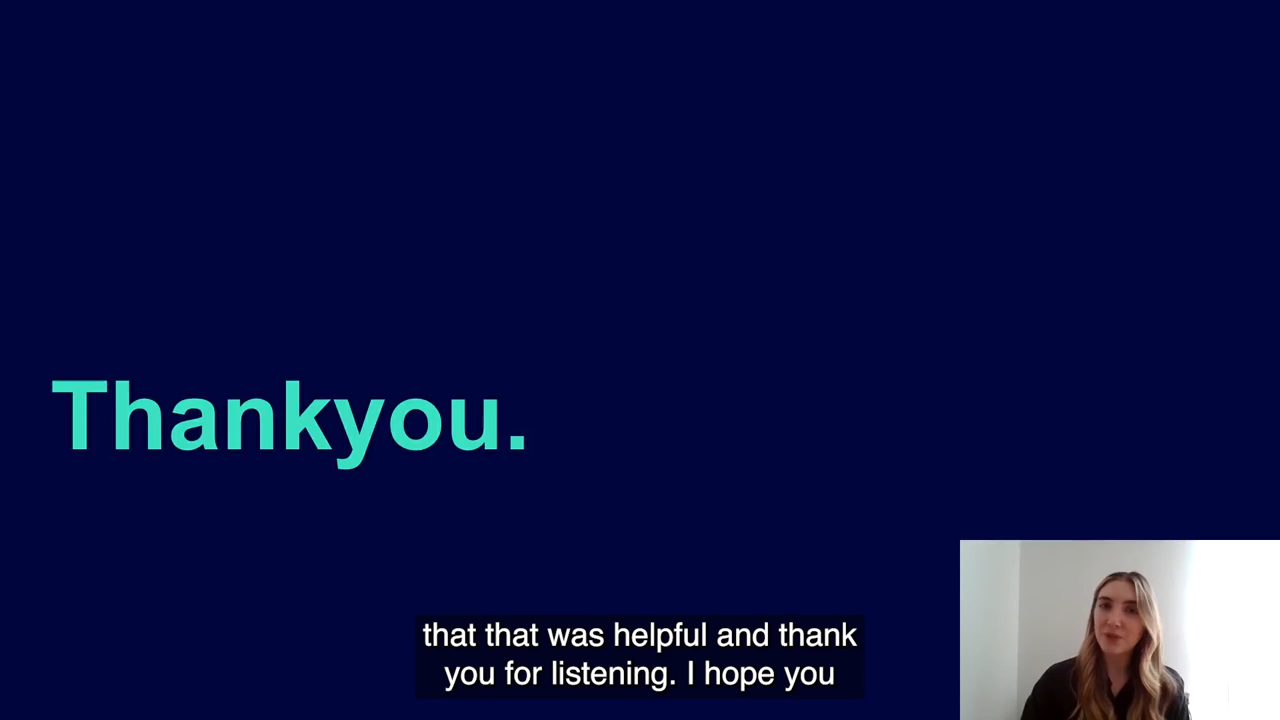 Thankyou.
that that was helpful and thank
you for listening. I hope you